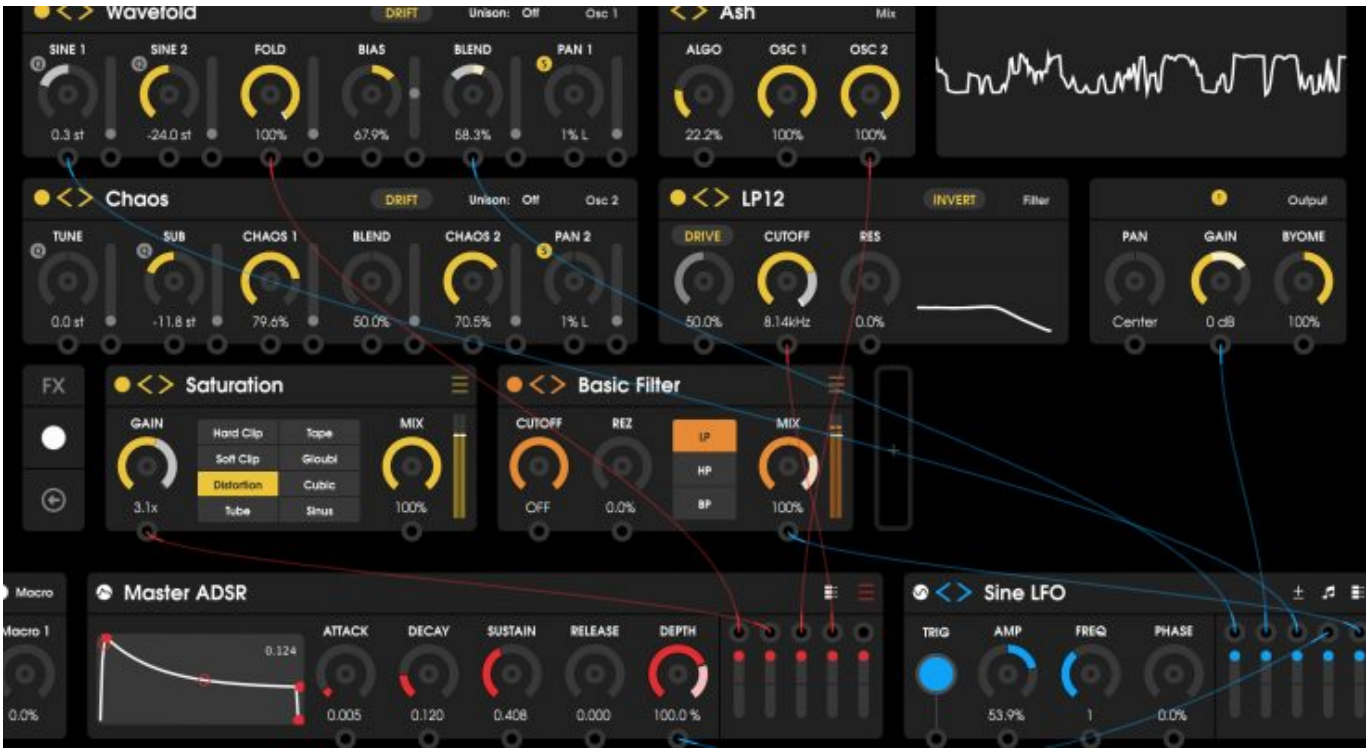 Wavefold DRIFT Unison: Off Osc 1
SINE 1 SINE 2 FOLD BIAS BLEND PAN 1
Q Q S
0.3 st -24.0 st 100% 67.9% 58.3% 1% L
Ash Mix
ALGO OSC 1 OSC 2
22.2% 100% 100%
Chaos DRIFT Unison: Off Osc 2
TUNE SUB CHAOS 1 BLEND CHAOS 2 PAN 2
Q Q S
0.0 st -11.8 st 79.6% 50.0% 70.5% 1% L
LP12 INVERT Filter
DRIVE CUTOFF RES
50.0% 8.14kHz 0.0%
Output
PAN GAIN BYOME
Center 0 dB 100%
FX
Saturation
GAIN MIX
Hard Clip Tape
Soft Clip Gloubi
Distortion Cubic
Tube Sinus
3.1x 100%
Basic Filter
CUTOFF REZ MIX
LP
HP
BP
OFF 0.0% 100%
+
Macro
Macro 1
0.0%
Master ADSR
0.124
ATTACK DECAY SUSTAIN RELEASE DEPTH
0.005 0.120 0.408 0.000 100.0 %
Sine LFO ±
TRIG AMP FREQ PHASE
53.9% 1 0.0%